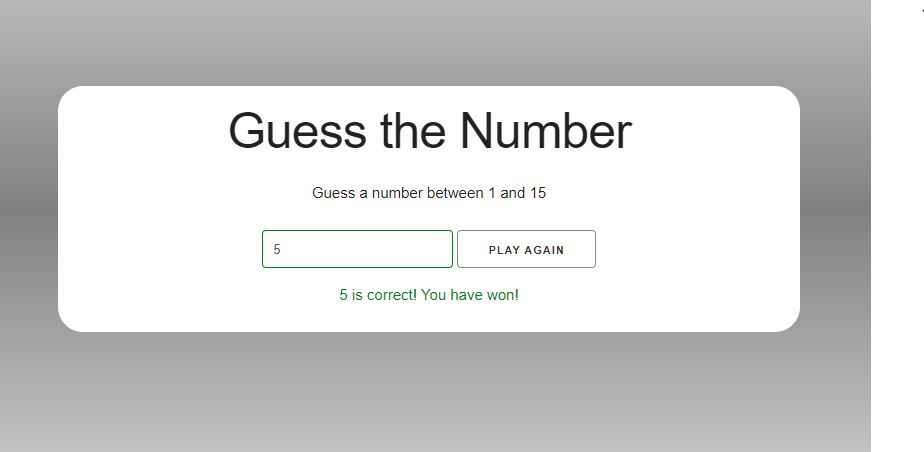 Guess the Number
Guess a number between 1 and 15
5 PLAY AGAIN
5 is correct! You have won!